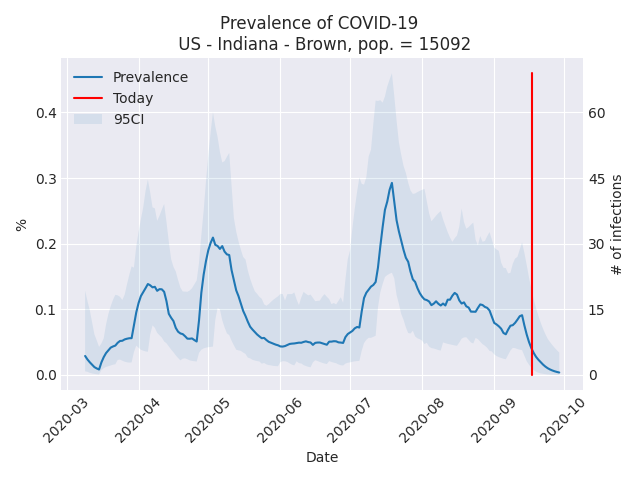 Prevalence of COVID-19
US - Indiana - Brown, pop. = 15092
Prevalence
Today
95CI
%
0.4
0.3
0.2
0.1
0.0
# of infections
60
45
30
15
0
2020-03
2020-04
2020-05
2020-06
2020-07
2020-08
2020-09
2020-10
Date